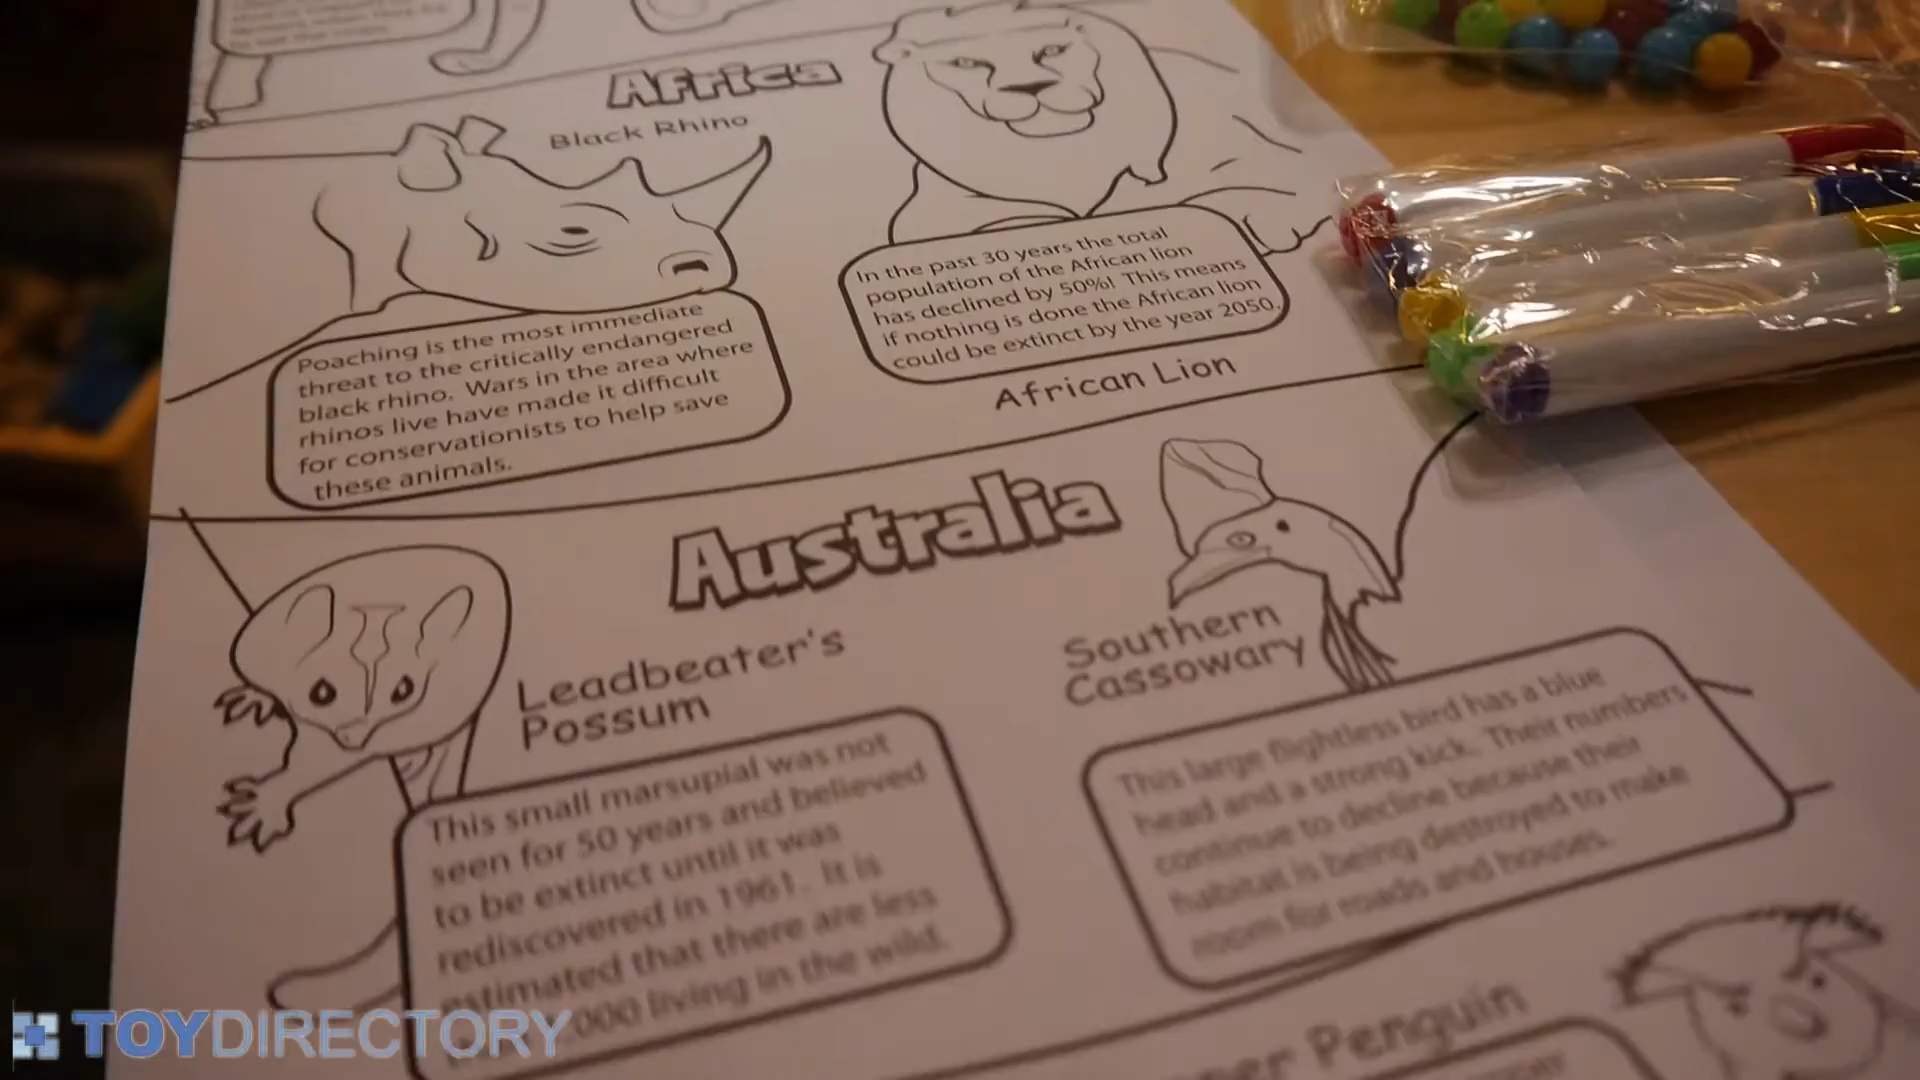 Africa
Black Rhino
Poaching is the most immediate
threat to the critically endangered
black rhino. Wars in the area where
rhinos live have made it difficult
for conservationists to help save
these animals.
In the past 30 years the total
population of the African lion
has declined by 50%! This means
if nothing is done the African lion
could be extinct by the year 2050.
African Lion
Australia
Leadbeater's
Possum
This small marsupial was not
seen for 50 years and believed
to be extinct until it was
rediscovered in 1961. It is
estimated that there are less
,000 living in the wild.
Southern
Cassowary
This large flightless bird has a blue
head and a strong kick. Their numbers
continue to decline because their
habitat is being destroyed to make
room for roads and houses.
Penguin
TOYDIRECTORY